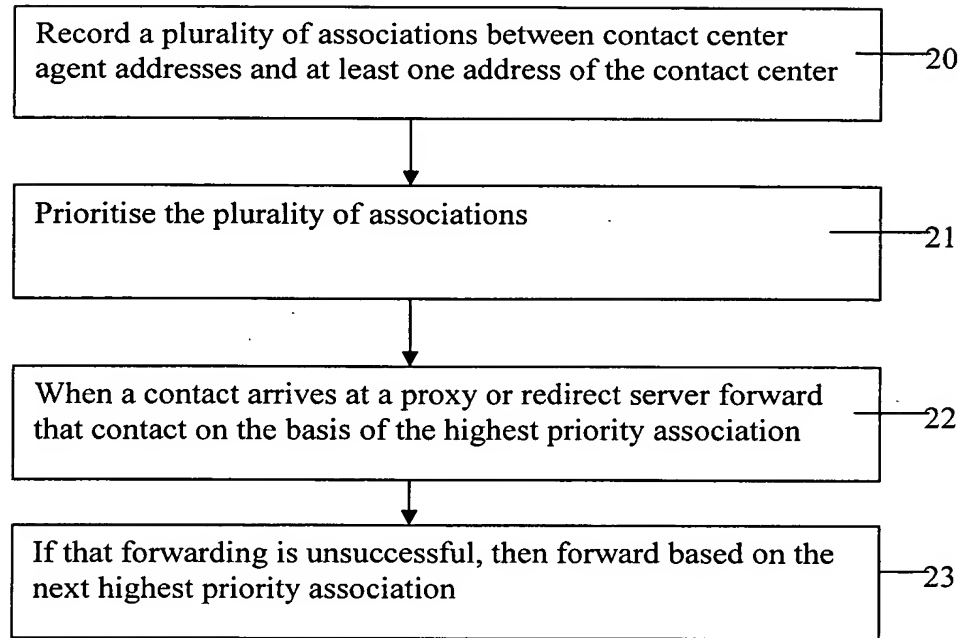 Record a plurality of associations between contact center
agent addresses and at least one address of the contact center
20
Prioritise the plurality of associations
21
When a contact arrives at a proxy or redirect server forward
that contact on the basis of the highest priority association
22
If that forwarding is unsuccessful, then forward based on the
next highest priority association
23